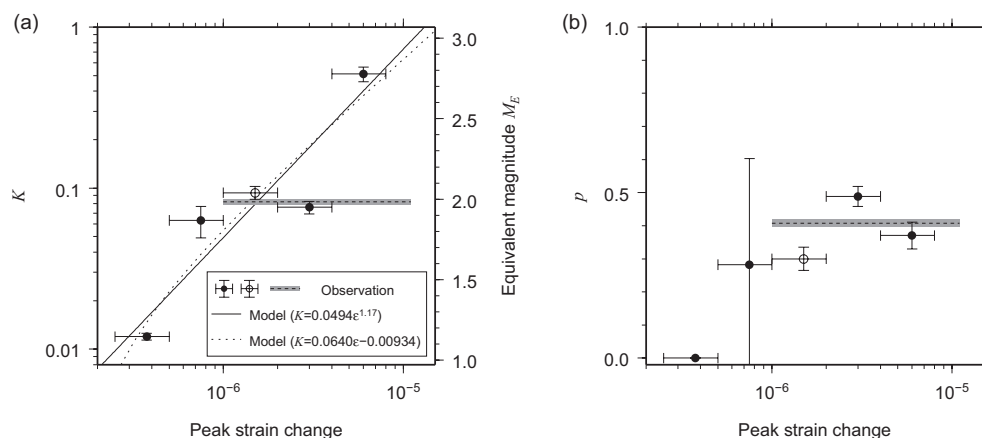 (a)
1
0.1
0.01
K
3.0
2.5
2.0
1.5
1.0
Equivalent magnitude M_E
Observation
Model (K=0.0494ε^1.17)
Model (K=0.0640ε−0.00934)
10^−6
10^−5
Peak strain change
(b)
1.0
0.5
0.0
p
10^−6
10^−5
Peak strain change